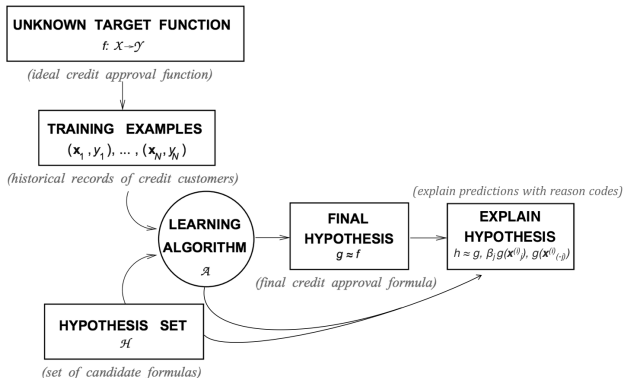 UNKNOWN TARGET FUNCTION
f: X→Y
(ideal credit approval function)
TRAINING EXAMPLES
(x₁, y₁), ... , (x_N, y_N)
(historical records of credit customers)
LEARNING
ALGORITHM
𝒜
HYPOTHESIS SET
ℋ
(set of candidate formulas)
FINAL
HYPOTHESIS
g ≈ f
(final credit approval formula)
(explain predictions with reason codes)
EXPLAIN
HYPOTHESIS
h ≈ g, βⱼ g(x⁽ⁱ⁾ⱼ), g(x⁽ⁱ⁾₍₋ⱼ₎)